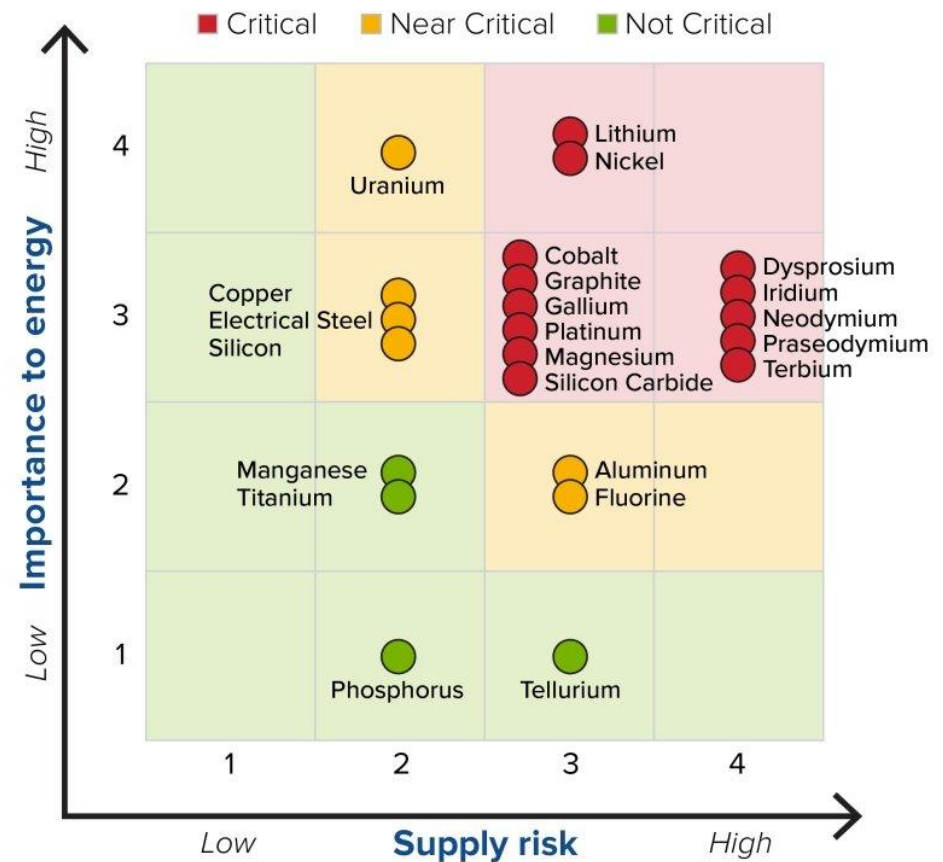 Critical Near Critical Not Critical
High
Importance to energy
Low
4
Uranium
Lithium
Nickel
3
Copper
Electrical Steel
Silicon
Cobalt
Graphite
Gallium
Platinum
Magnesium
Silicon Carbide
Dysprosium
Iridium
Neodymium
Praseodymium
Terbium
2
Manganese
Titanium
Aluminum
Fluorine
1
Phosphorus
Tellurium
1 2 3 4
Low Supply risk High